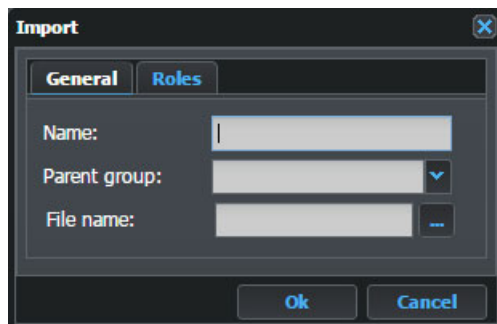 Import
General Roles
Name:
Parent group:
File name:
...
Ok Cancel